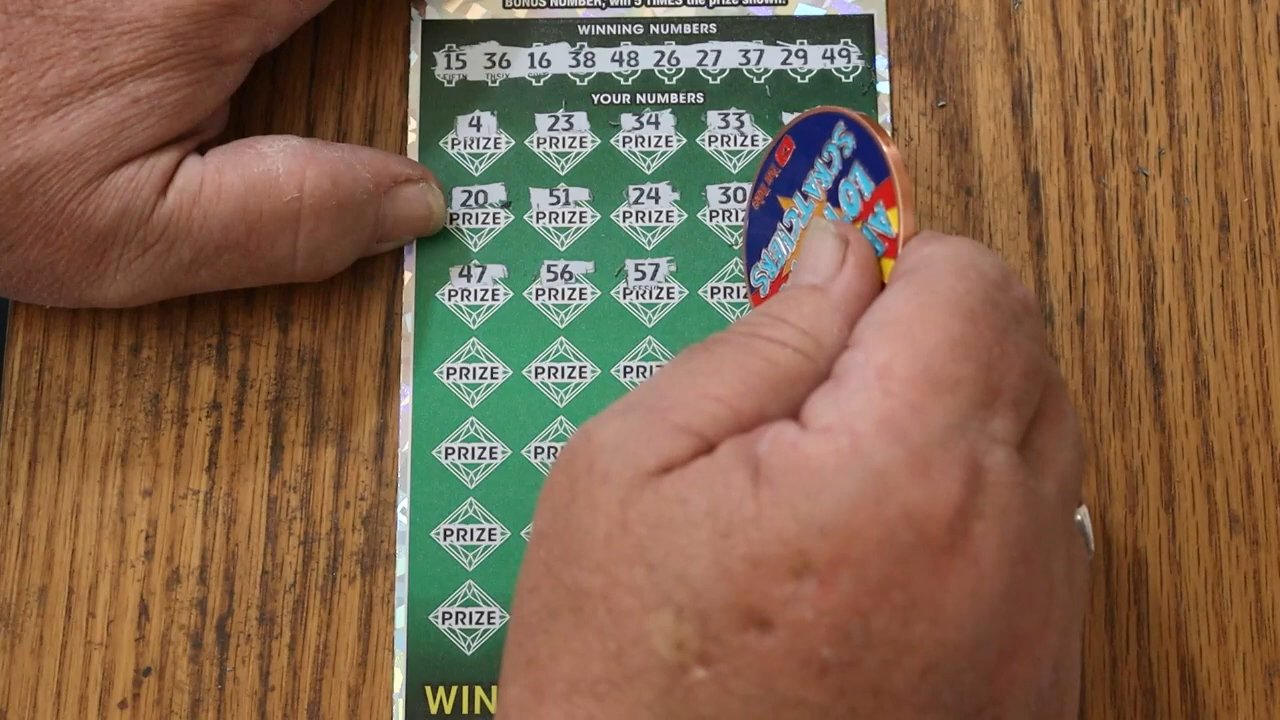 BONUS NUMBER, win 5 TIMES the prize shown.
WINNING NUMBERS
15 36 16 38 48 26 27 37 29 49
YOUR NUMBERS
4 23 34 33
PRIZE PRIZE PRIZE PRIZE
20 51 24 30
PRIZE PRIZE PRIZE
47 56 57
PRIZE PRIZE PRIZE
PRIZE PRIZE
PRIZE
PRIZE
PRIZE
WIN
SCRATCHERS